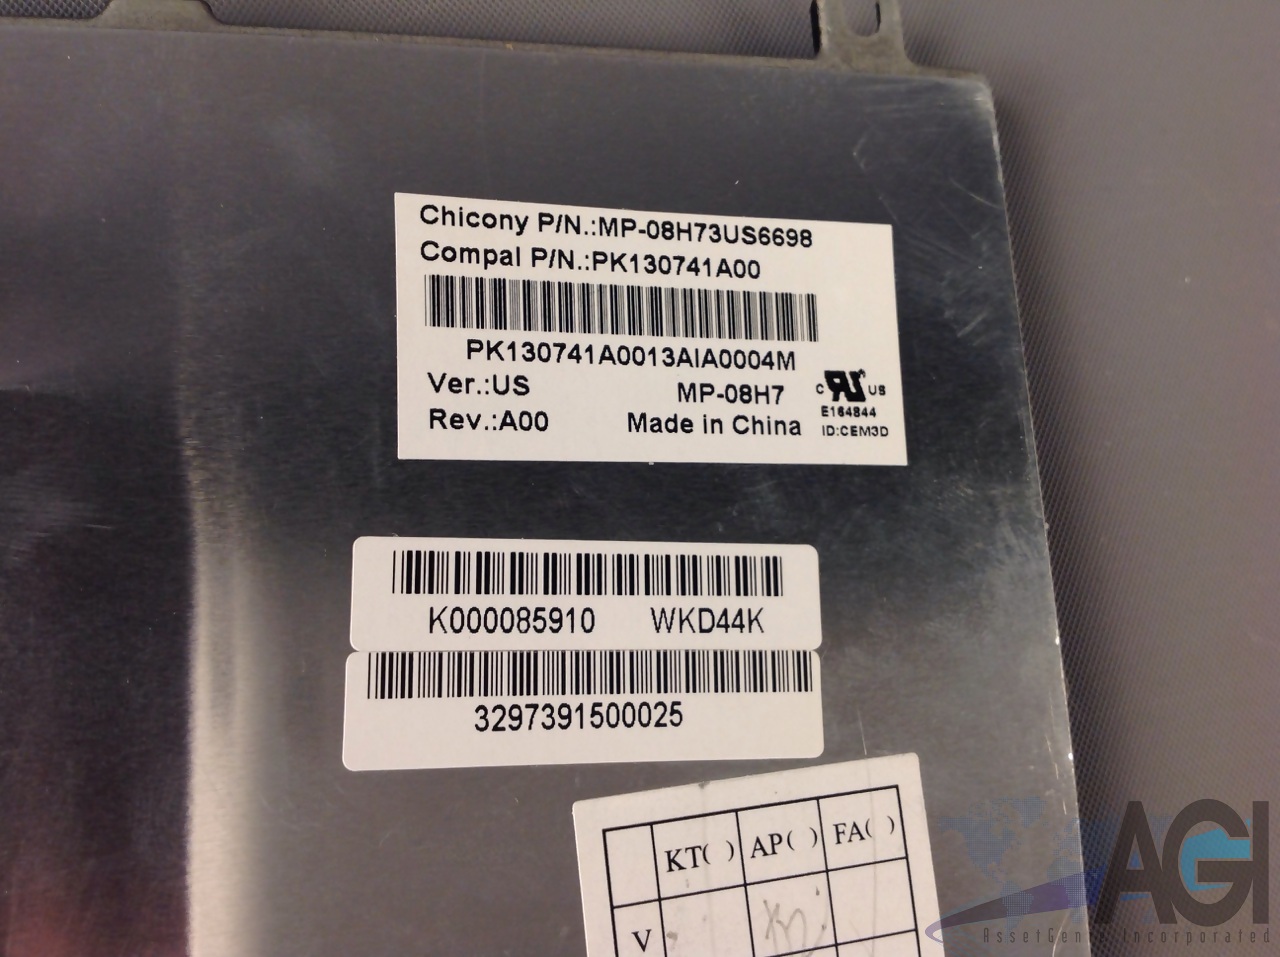 Chicony P/N.:MP-08H73US6698
Compal P/N.:PK130741A00
PK130741A0013AIA0004M
Ver.:US MP-08H7
Rev.:A00 Made in China
C US
E164844
ID:CEM3D
K000085910 WKD44K
3297391500025
KT( ) AP( ) FA( )
V
AGI
AssetGenie Incorporated